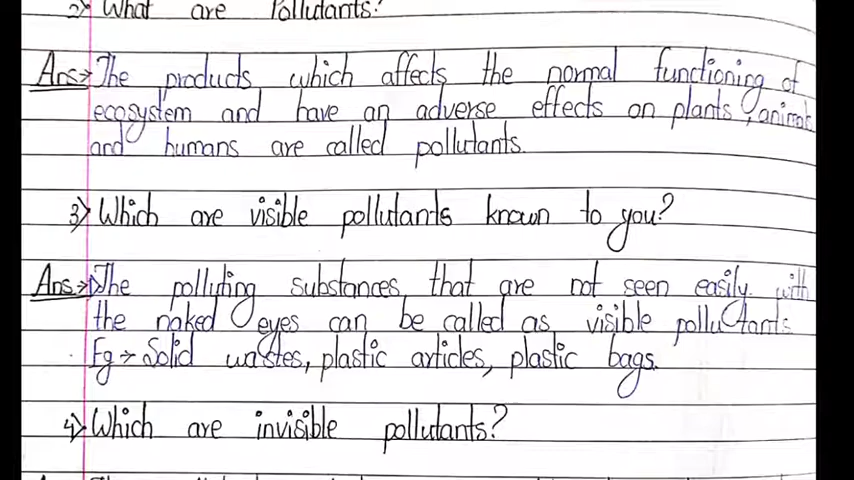 2) What are Pollutants?
Ans→ The products which affects the normal functioning of
ecosystem and have an adverse effects on plants, animals
and humans are called pollutants.
3) Which are visible pollutants known to you?
Ans→ 1) The polluting substances that are not seen easily with
the naked eyes can be called as visible pollutants
Eg → Solid wastes, plastic articles, plastic bags.
4) Which are invisible pollutants?